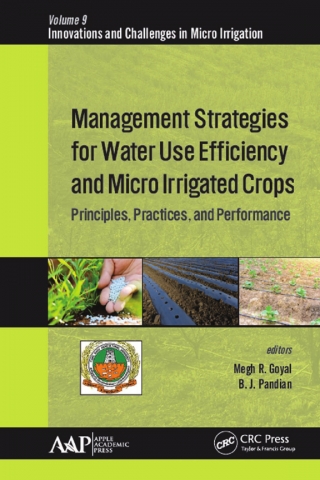 Volume 9
Innovations and Challenges in Micro Irrigation
Management Strategies
for Water Use Efficiency
and Micro Irrigated Crops
Principles, Practices, and Performance
editors
Megh R. Goyal
B. J. Pandian
AAP
APPLE
ACADEMIC
PRESS
CRC
CRC Press
Taylor & Francis Group